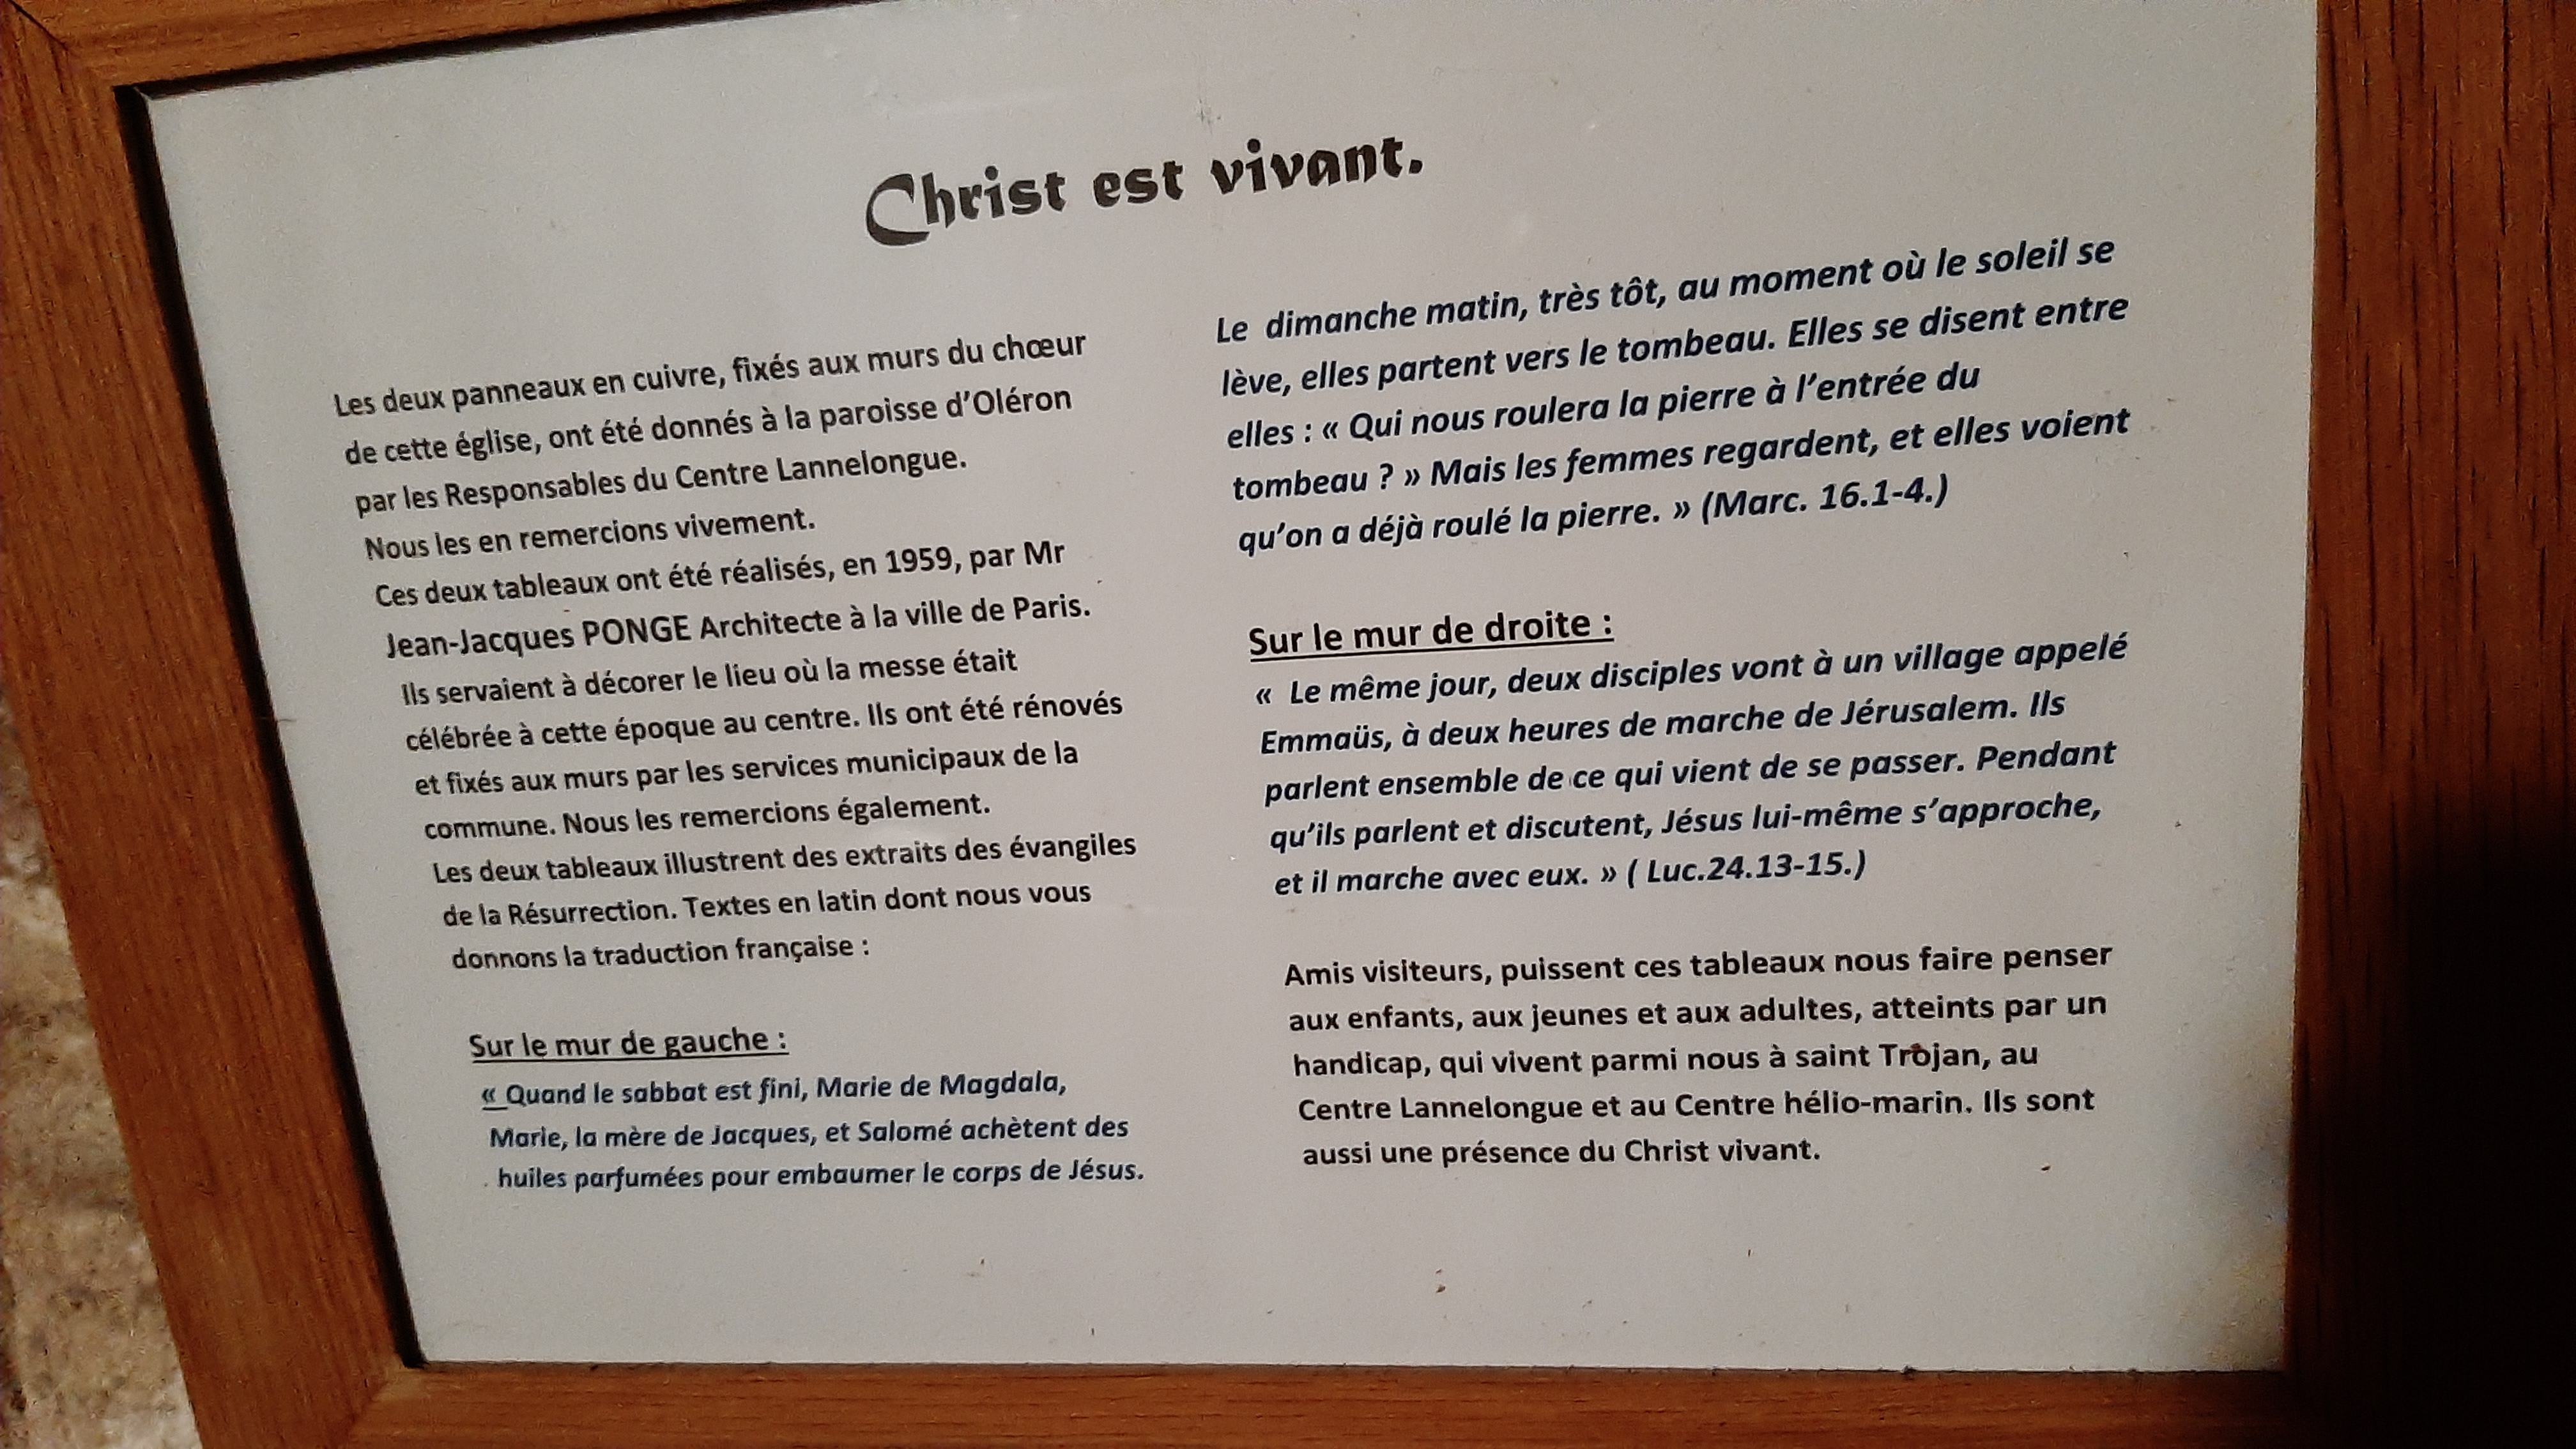 Christ est vivant.
Les deux panneaux en cuivre, fixés aux murs du chœur
de cette église, ont été donnés à la paroisse d’Oléron
par les Responsables du Centre Lannelongue.
Nous les en remercions vivement.
Ces deux tableaux ont été réalisés, en 1959, par Mr
Jean-Jacques PONGE Architecte à la ville de Paris.
Ils servaient à décorer le lieu où la messe était
célébrée à cette époque au centre. Ils ont été rénovés
et fixés aux murs par les services municipaux de la
commune. Nous les remercions également.
Les deux tableaux illustrent des extraits des évangiles
de la Résurrection. Textes en latin dont nous vous
donnons la traduction française :
Sur le mur de gauche :
« Quand le sabbat est fini, Marie de Magdala,
Marie, la mère de Jacques, et Salomé achètent des
huiles parfumées pour embaumer le corps de Jésus.
Le dimanche matin, très tôt, au moment où le soleil se
lève, elles partent vers le tombeau. Elles se disent entre
elles : « Qui nous roulera la pierre à l’entrée du
tombeau ? » Mais les femmes regardent, et elles voient
qu’on a déjà roulé la pierre. » (Marc. 16.1-4.)
Sur le mur de droite :
« Le même jour, deux disciples vont à un village appelé
Emmaüs, à deux heures de marche de Jérusalem. Ils
parlent ensemble de ce qui vient de se passer. Pendant
qu’ils parlent et discutent, Jésus lui-même s’approche,
et il marche avec eux. » ( Luc.24.13-15.)
Amis visiteurs, puissent ces tableaux nous faire penser
aux enfants, aux jeunes et aux adultes, atteints par un
handicap, qui vivent parmi nous à saint Trojan, au
Centre Lannelongue et au Centre hélio-marin. Ils sont
aussi une présence du Christ vivant.